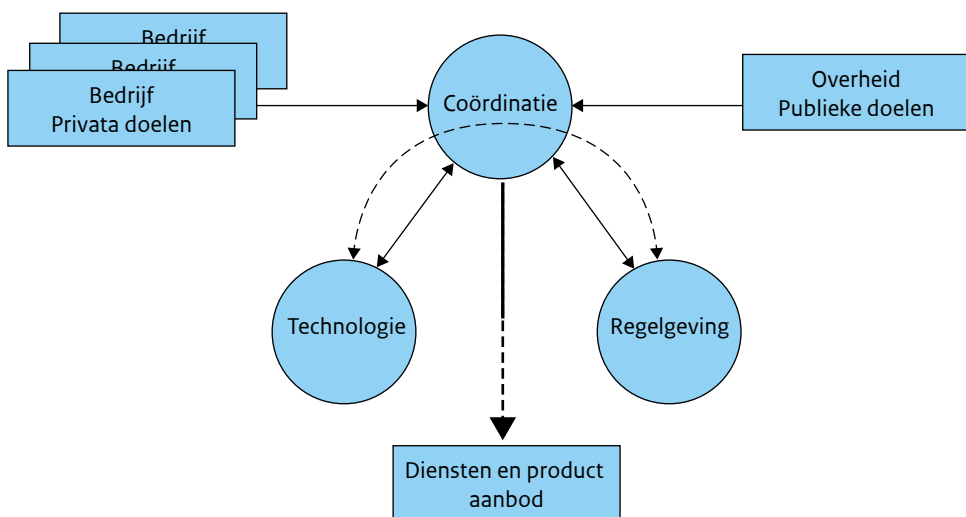 Bedrijf
Bedrijf
Bedrijf
Privata doelen
Coördinatie
Overheid
Publieke doelen
Technologie
Regelgeving
Diensten en product
aanbod